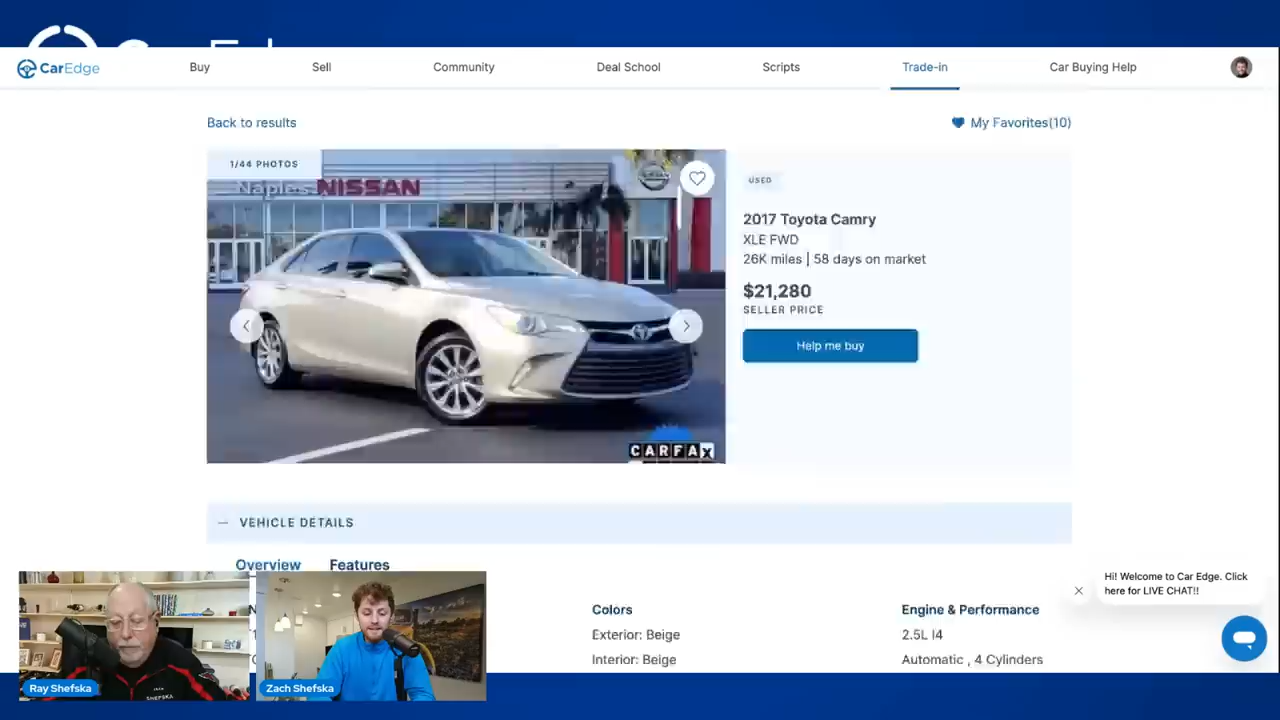 CarEdge
Buy
Sell
Community
Deal School
Scripts
Trade-in
Car Buying Help
Back to results
My Favorites(10)
1/44 PHOTOS
Naples NISSAN
USED
2017 Toyota Camry
XLE FWD
26K miles | 58 days on market
$21,280
SELLER PRICE
Help me buy
CARFAX
— VEHICLE DETAILS
Overview
Features
Colors
Engine & Performance
Exterior: Beige
2.5L I4
Interior: Beige
Automatic , 4 Cylinders
Hi! Welcome to Car Edge. Click
here for LIVE CHAT!!
SHEFSKA
Ray Shefska
Zach Shefska